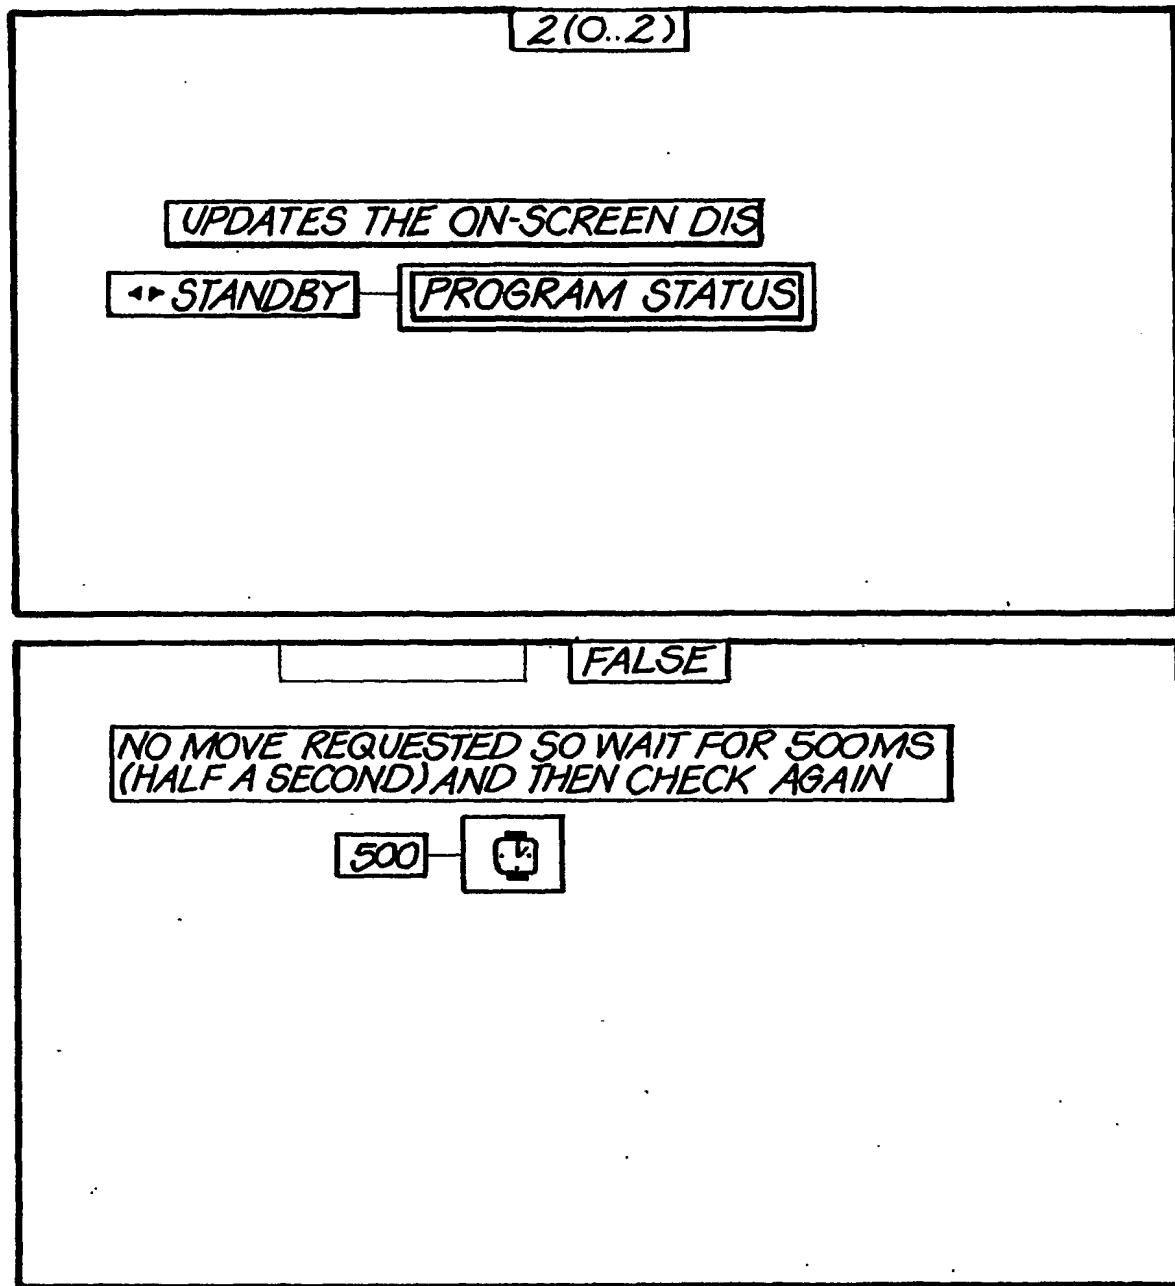 2(0..2)
UPDATES THE ON-SCREEN DIS
STANDBY
PROGRAM STATUS
FALSE
NO MOVE REQUESTED SO WAIT FOR 500MS
(HALF A SECOND) AND THEN CHECK AGAIN
500